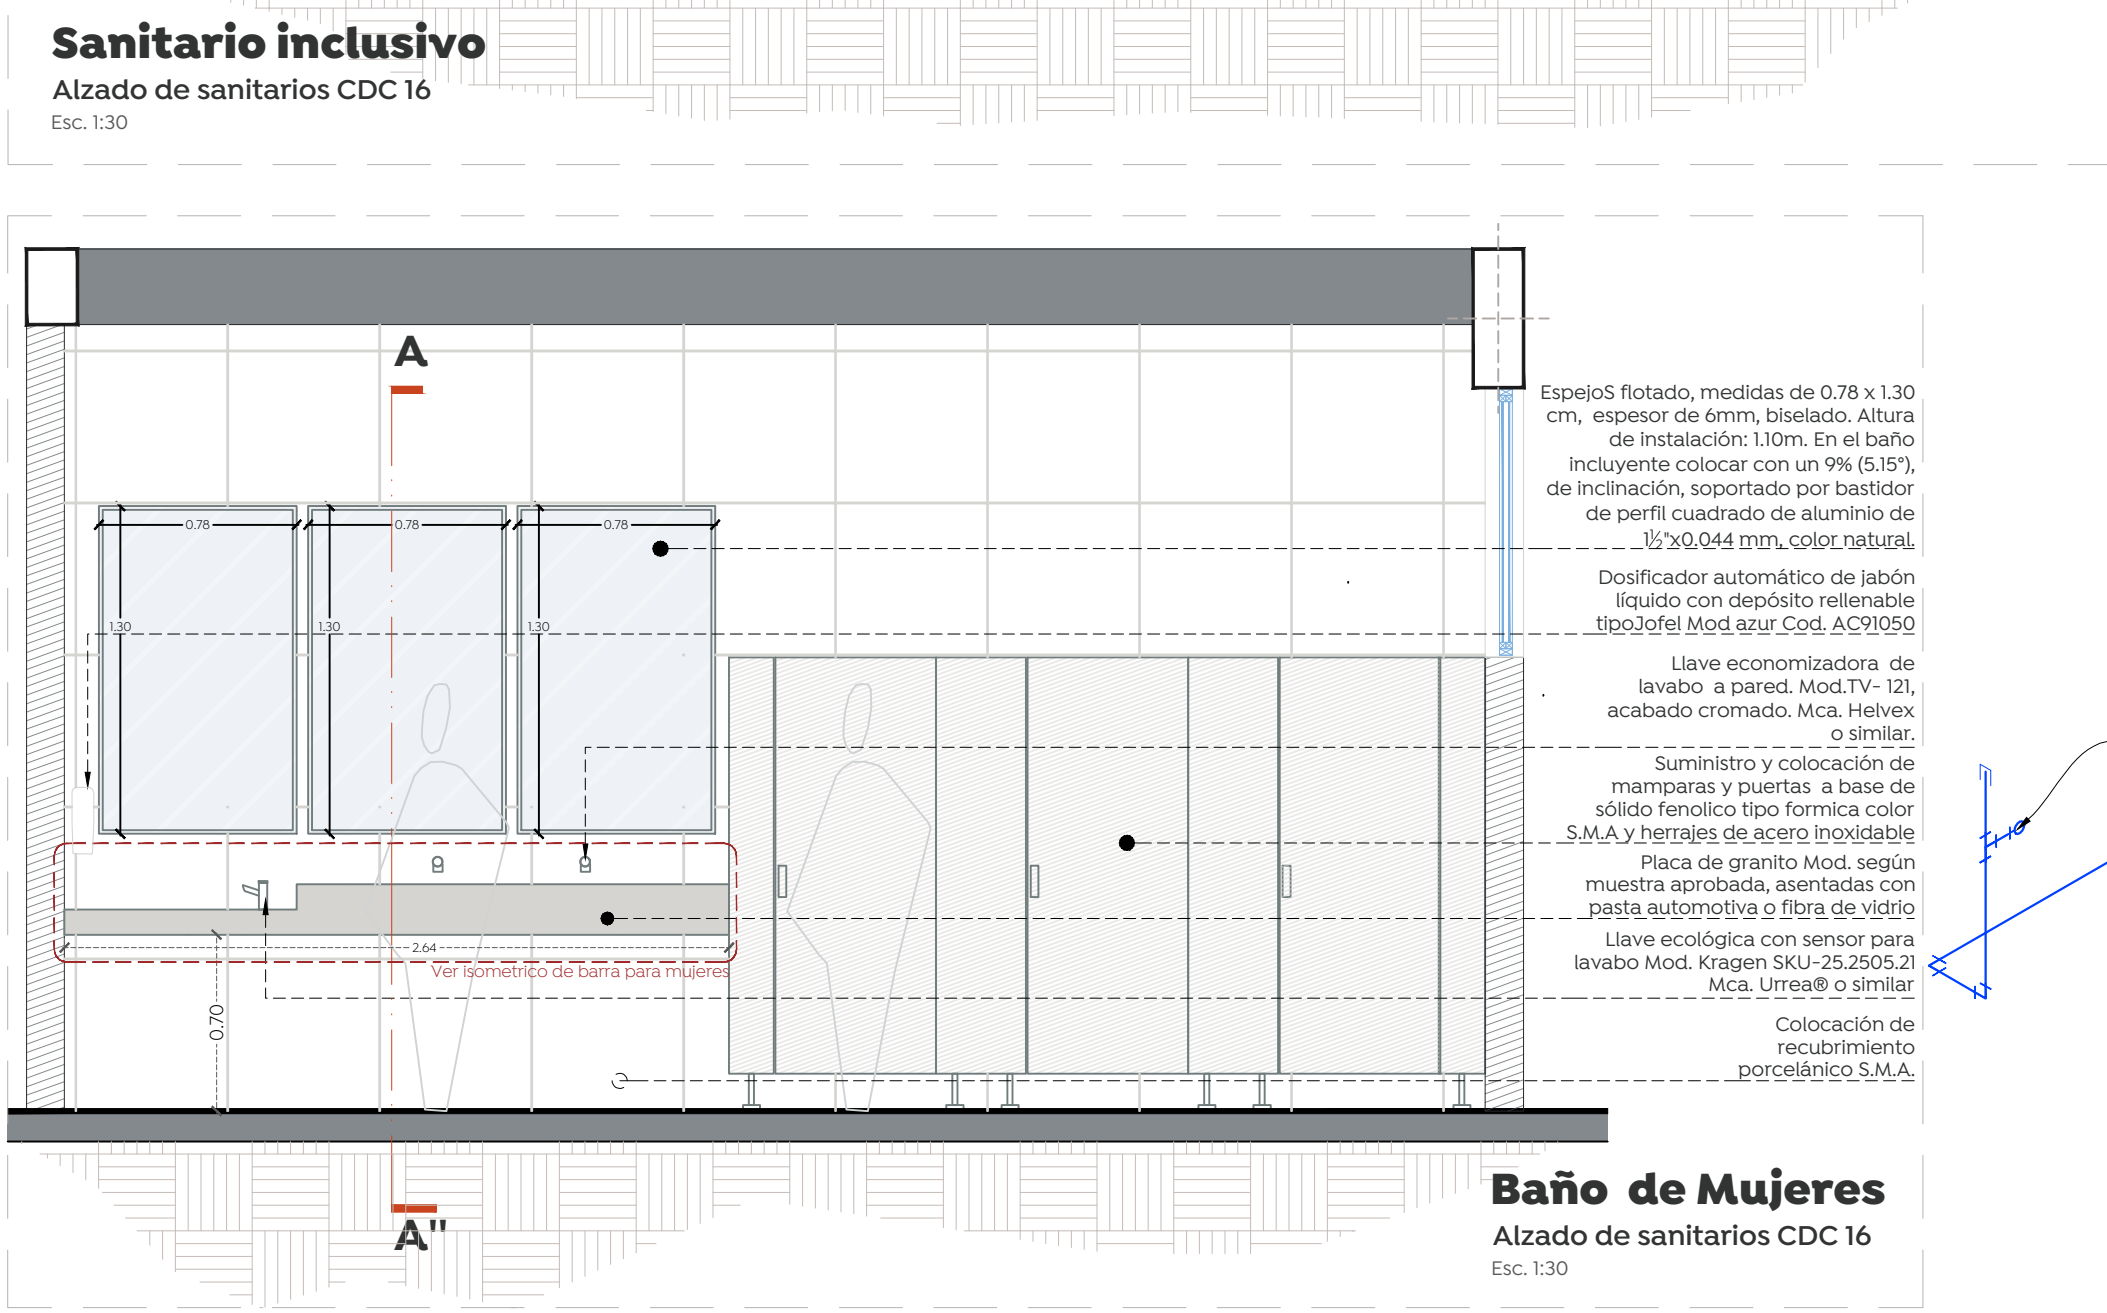 Sanitario inclusivo
Alzado de sanitarios CDC 16
Esc. 1:30
A
EspejoS flotado, medidas de 0.78 x 1.30
cm, espesor de 6mm, biselado. Altura
de instalación: 1.10m. En el baño
incluyente colocar con un 9% (5.15°),
de inclinación, soportado por bastidor
de perfil cuadrado de aluminio de
1½"x0.044 mm, color natural.
0.78
0.78
0.78
Dosificador automático de jabón
líquido con depósito rellenable
tipoJofel Mod azur Cod. AC91050
1.30
1.30
1.30
Llave economizadora de
lavabo a pared. Mod.TV- 121,
acabado cromado. Mca. Helvex
o similar.
Suministro y colocación de
mamparas y puertas a base de
sólido fenolico tipo formica color
S.M.A y herrajes de acero inoxidable
Placa de granito Mod. según
muestra aprobada, asentadas con
pasta automotiva o fibra de vidrio
Llave ecológica con sensor para
lavabo Mod. Kragen SKU-25.2505.21
Mca. Urrea® o similar
2.64
Ver isometrico de barra para mujeres
0.70
Colocación de
recubrimiento
porcelánico S.M.A.
A"
Baño de Mujeres
Alzado de sanitarios CDC 16
Esc. 1:30